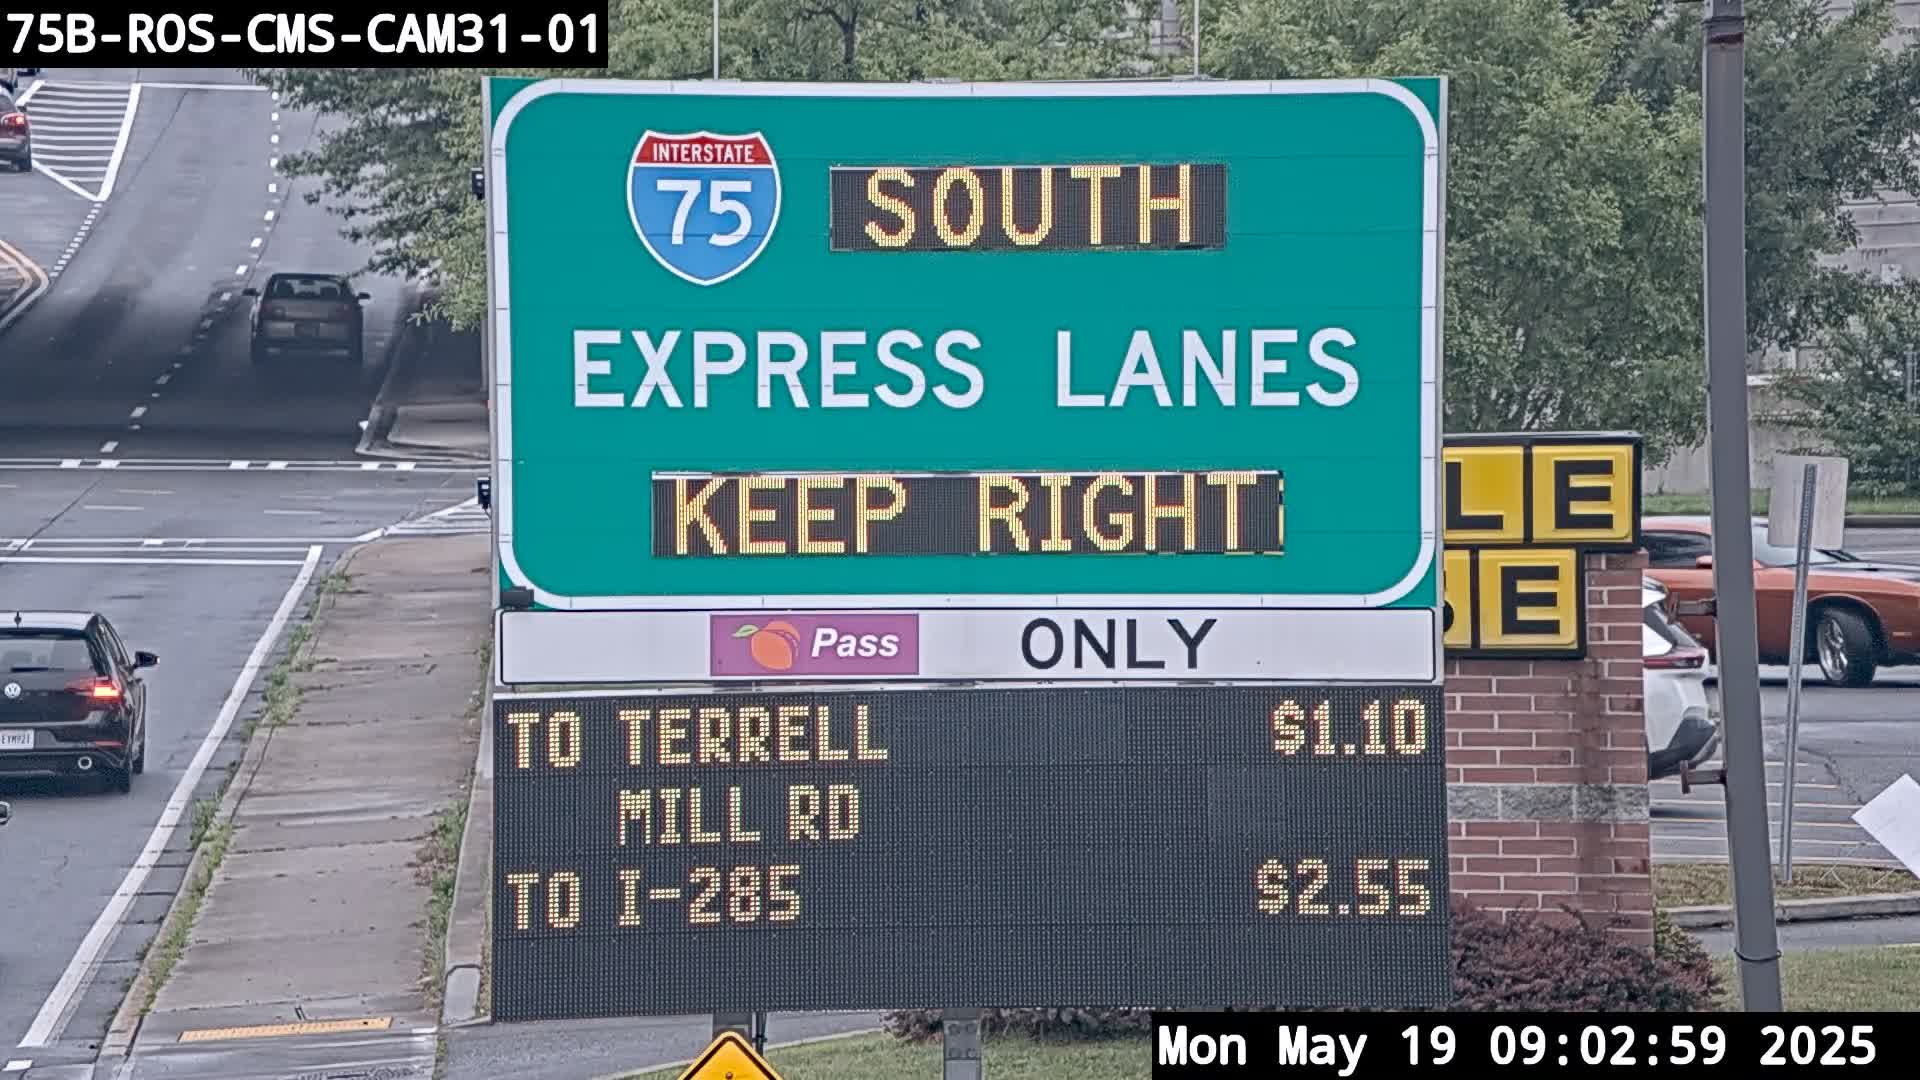 75B-ROS-CMS-CAM31-01
INTERSTATE
75
SOUTH
EXPRESS LANES
KEEP RIGHT
Pass ONLY
TO TERRELL $1.10
MILL RD
TO I-285 $2.55
LE
E
Mon May 19 09:02:59 2025